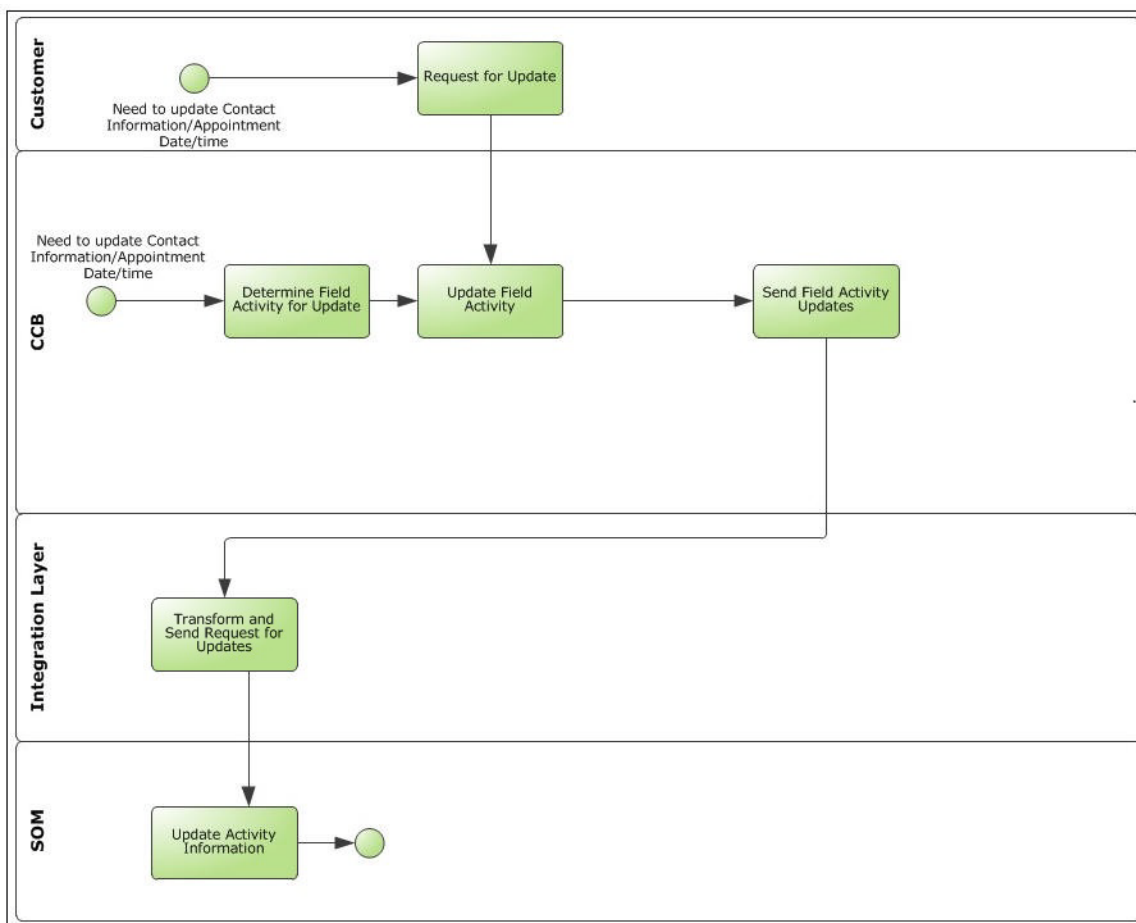 Customer
Request for Update
Need to update Contact
Information/Appointment
Date/time
CCB
Need to update Contact
Information/Appointment
Date/time
Determine Field
Activity for Update
Update Field
Activity
Send Field Activity
Updates
Integration Layer
Transform and
Send Request for
Updates
SOM
Update Activity
Information